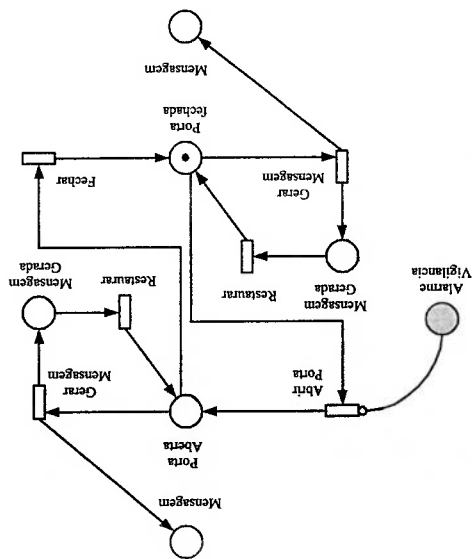 Mensagem
Porta
Aberta
Abrir
Porta
Gerar
Mensagem
Alarme
Vigilancia
Mensagem
Gerada
Restaurar
Restaurar
Mensagem
Gerada
Gerar
Mensagem
Fechar
Porta
fechada
Mensagem